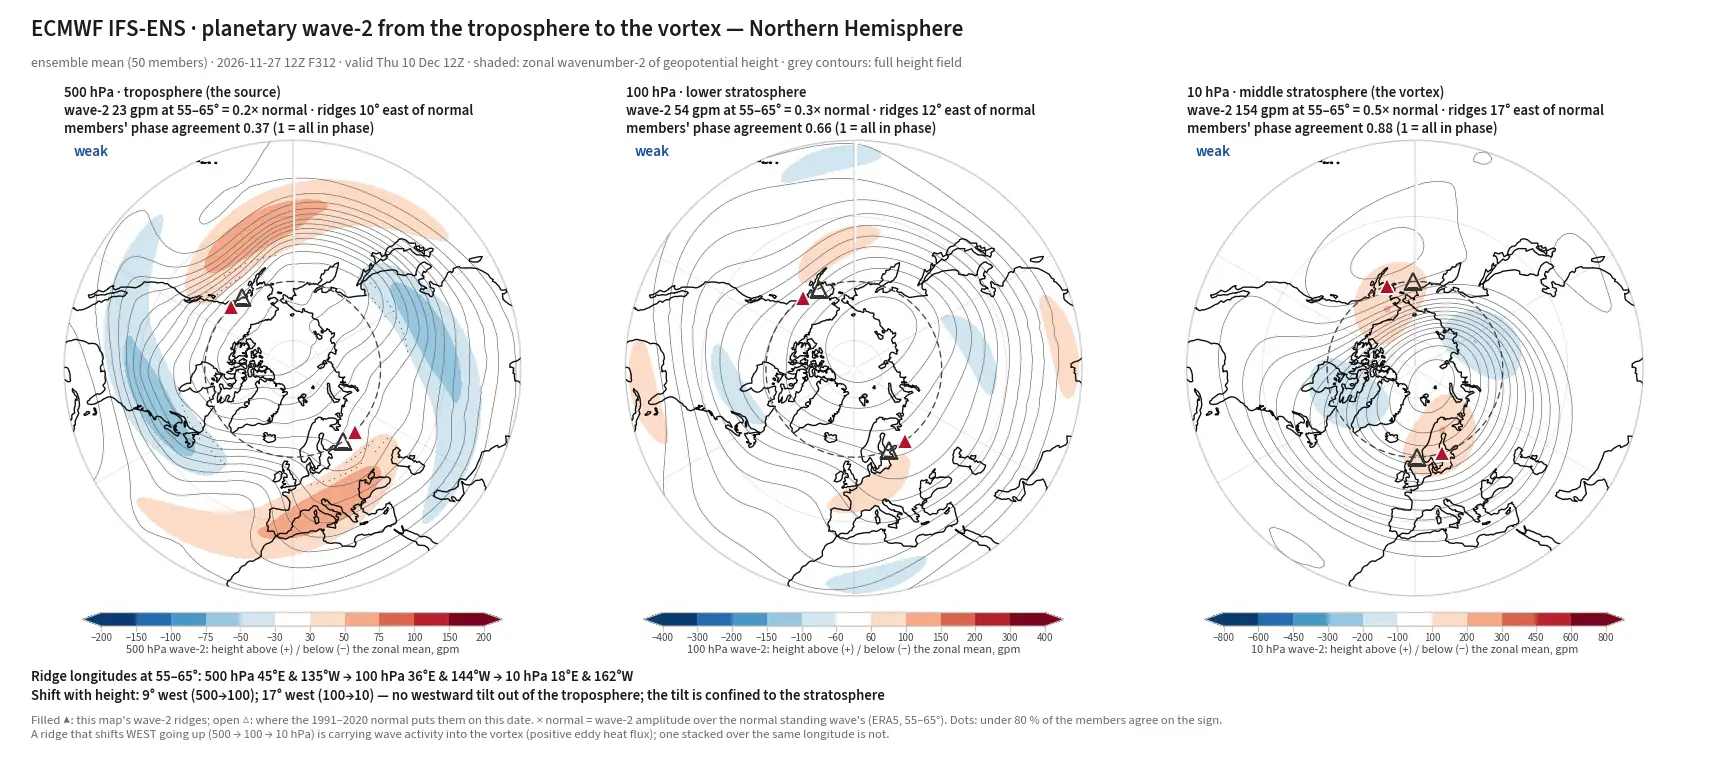 ECMWF IFS-ENS · planetary wave-2 from the troposphere to the vortex — Northern Hemisphere
ensemble mean (50 members) · 2026-11-27 12Z F312 · valid Thu 10 Dec 12Z · shaded: zonal wavenumber-2 of geopotential height · grey contours: full height field
500 hPa · troposphere (the source)
wave-2 23 gpm at 55–65° = 0.2× normal · ridges 10° east of normal
members' phase agreement 0.37 (1 = all in phase)
weak
100 hPa · lower stratosphere
wave-2 54 gpm at 55–65° = 0.3× normal · ridges 12° east of normal
members' phase agreement 0.66 (1 = all in phase)
weak
10 hPa · middle stratosphere (the vortex)
wave-2 154 gpm at 55–65° = 0.5× normal · ridges 17° east of normal
members' phase agreement 0.88 (1 = all in phase)
weak
−200 −150 −100 −75 −50 −30 30 50 75 100 150 200
500 hPa wave-2: height above (+) / below (−) the zonal mean, gpm
−400 −300 −200 −150 −100 −60 60 100 150 200 300 400
100 hPa wave-2: height above (+) / below (−) the zonal mean, gpm
−800 −600 −450 −300 −200 −100 100 200 300 450 600 800
10 hPa wave-2: height above (+) / below (−) the zonal mean, gpm
Ridge longitudes at 55–65°: 500 hPa 45°E & 135°W → 100 hPa 36°E & 144°W → 10 hPa 18°E & 162°W
Shift with height: 9° west (500→100); 17° west (100→10) — no westward tilt out of the troposphere; the tilt is confined to the stratosphere
Filled ▲: this map's wave-2 ridges; open △: where the 1991–2020 normal puts them on this date. × normal = wave-2 amplitude over the normal standing wave's (ERA5, 55–65°). Dots: under 80 % of the members agree on the sign.
A ridge that shifts WEST going up (500 → 100 → 10 hPa) is carrying wave activity into the vortex (positive eddy heat flux); one stacked over the same longitude is not.